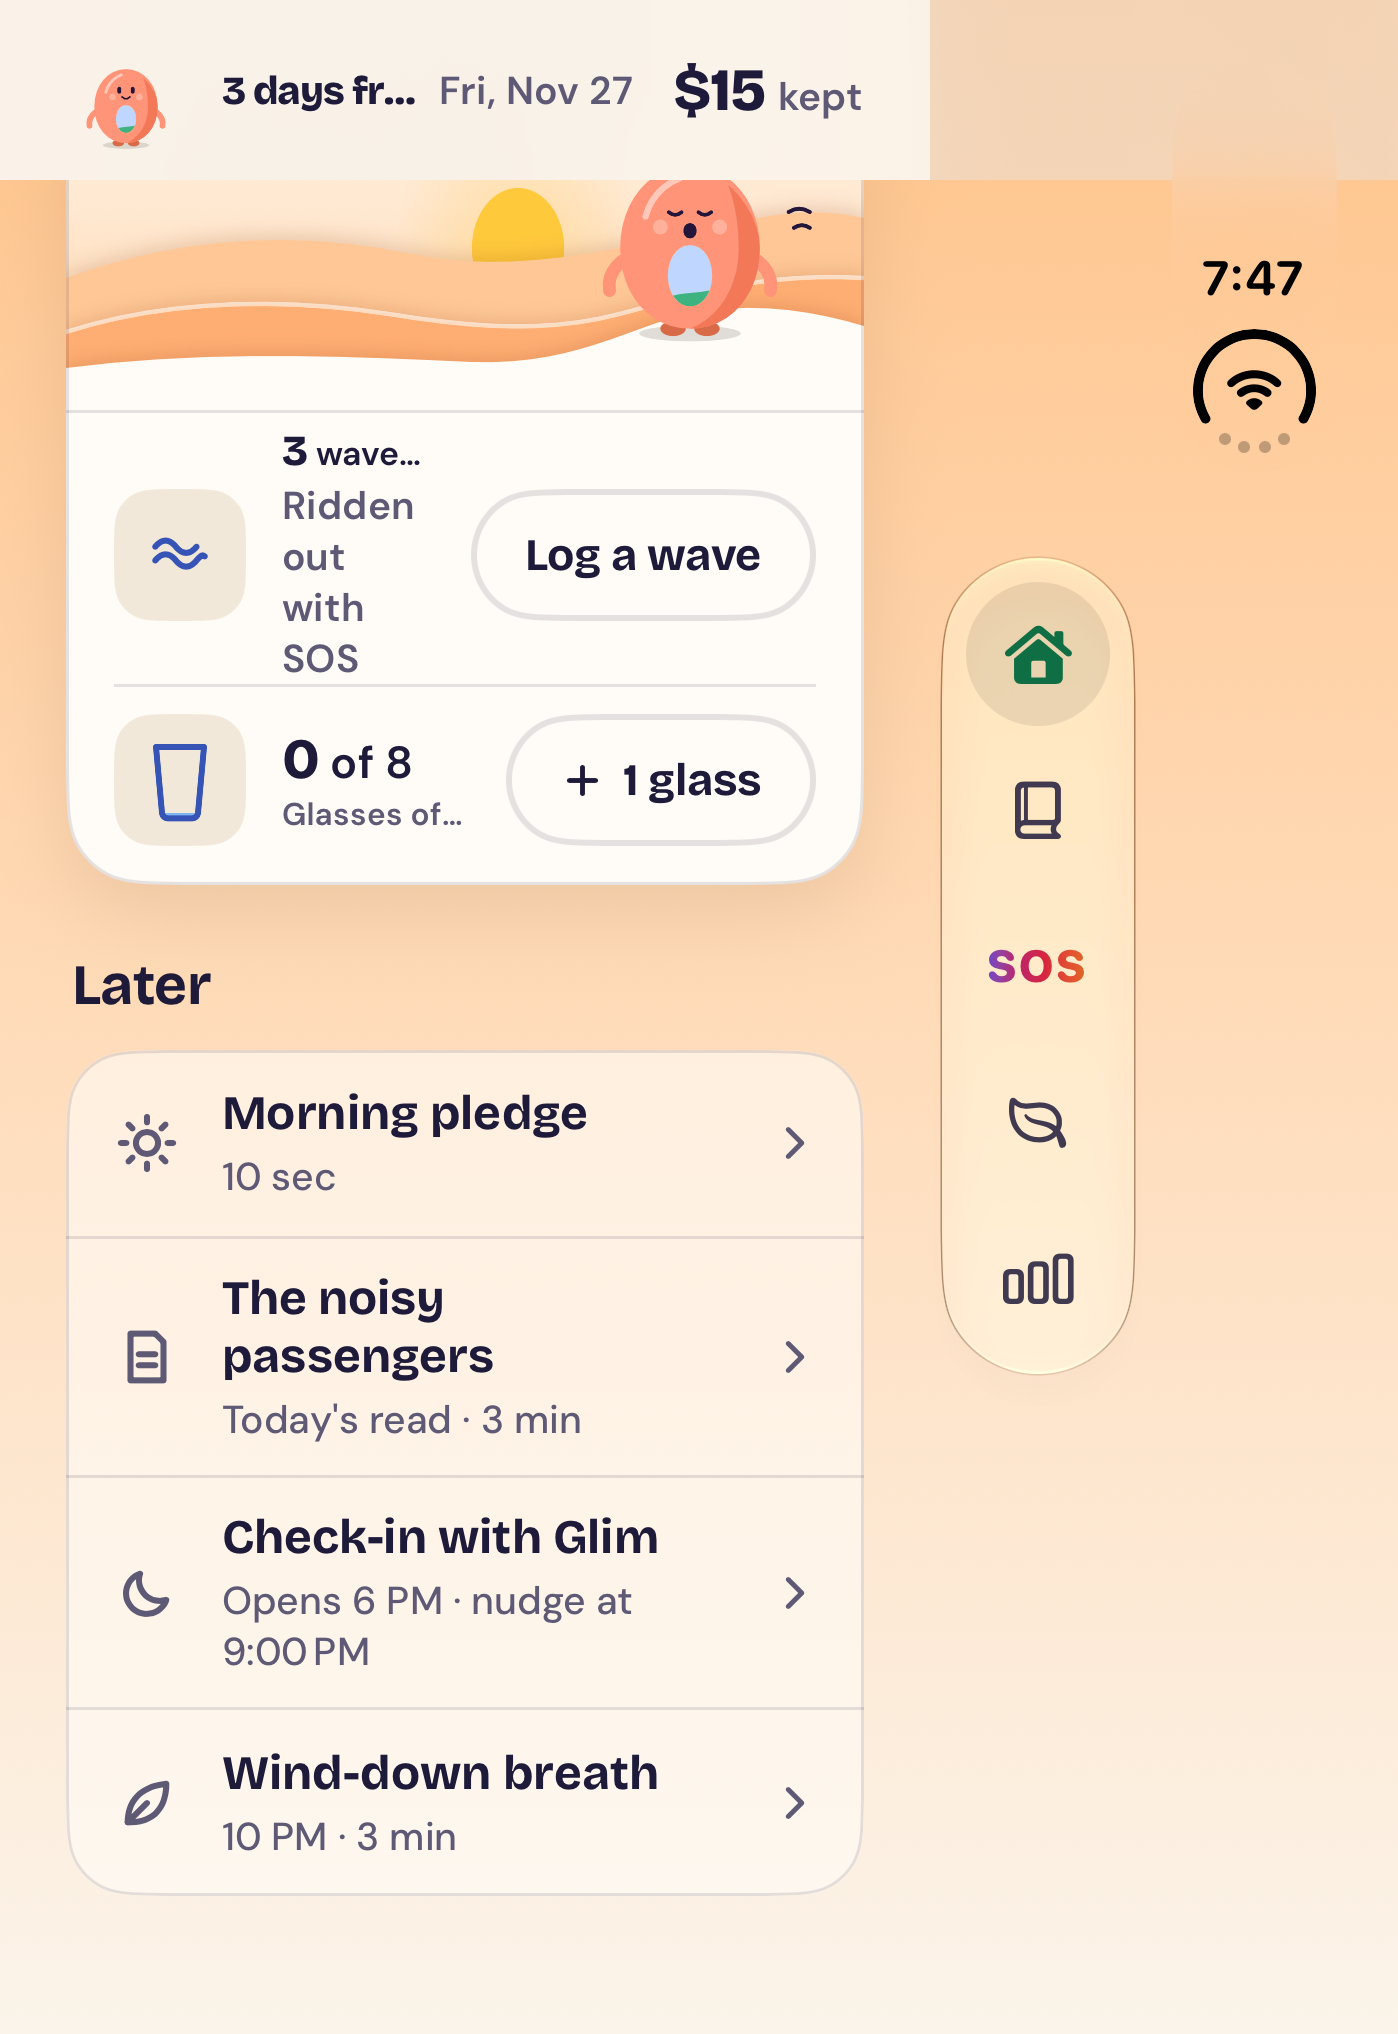 3 days fr... Fri, Nov 27 $15 kept
7:47
3 wave...
Ridden
out
with
SOS
Log a wave
0 of 8
Glasses of...
+ 1 glass
sos
Later
Morning pledge
10 sec
The noisy
passengers
Today's read · 3 min
Check-in with Glim
Opens 6 PM · nudge at
9:00 PM
Wind-down breath
10 PM · 3 min